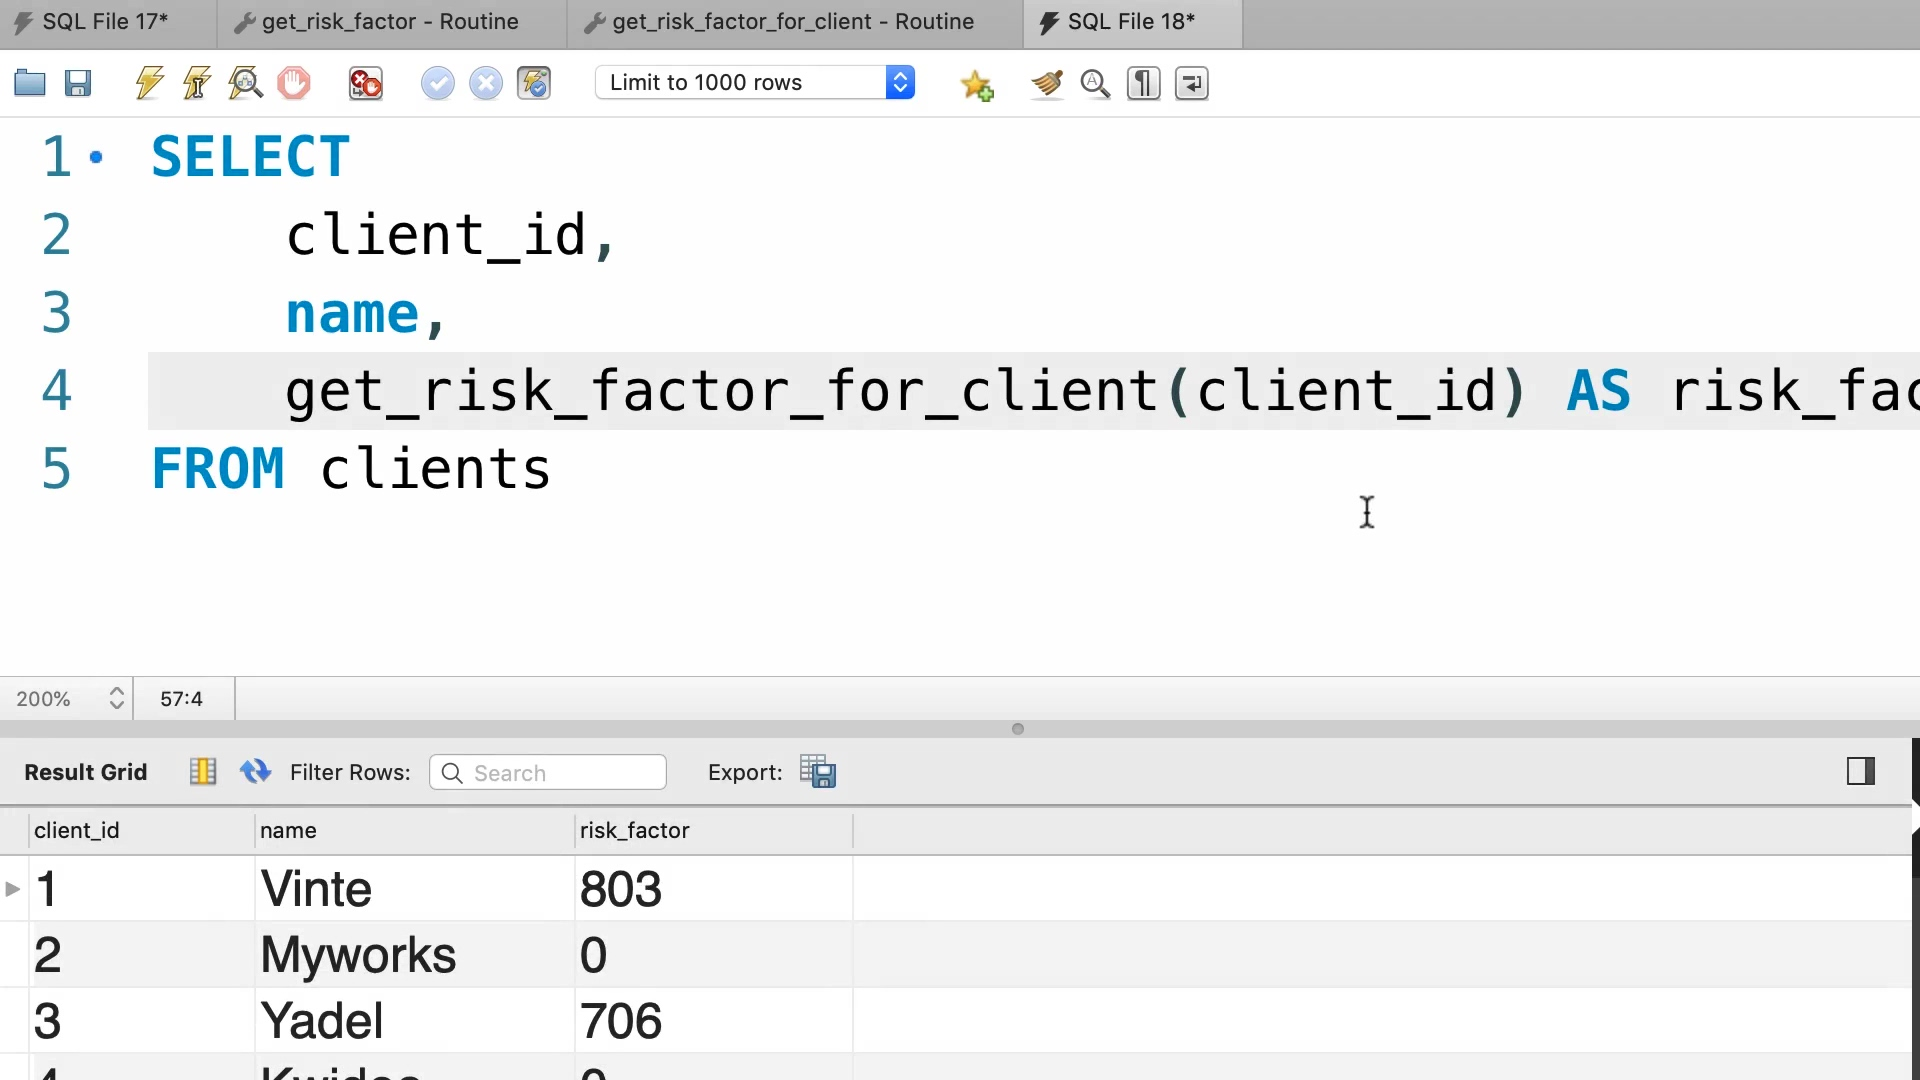 SQL File 17*
get_risk_factor - Routine
get_risk_factor_for_client - Routine
SQL File 18*
Limit to 1000 rows
1 SELECT
2 client_id,
3 name,
4 get_risk_factor_for_client(client_id) AS risk_fac
5 FROM clients
200% 57:4
Result Grid Filter Rows: Search Export:
client_id name risk_factor
1 Vinte 803
2 Myworks 0
3 Yadel 706